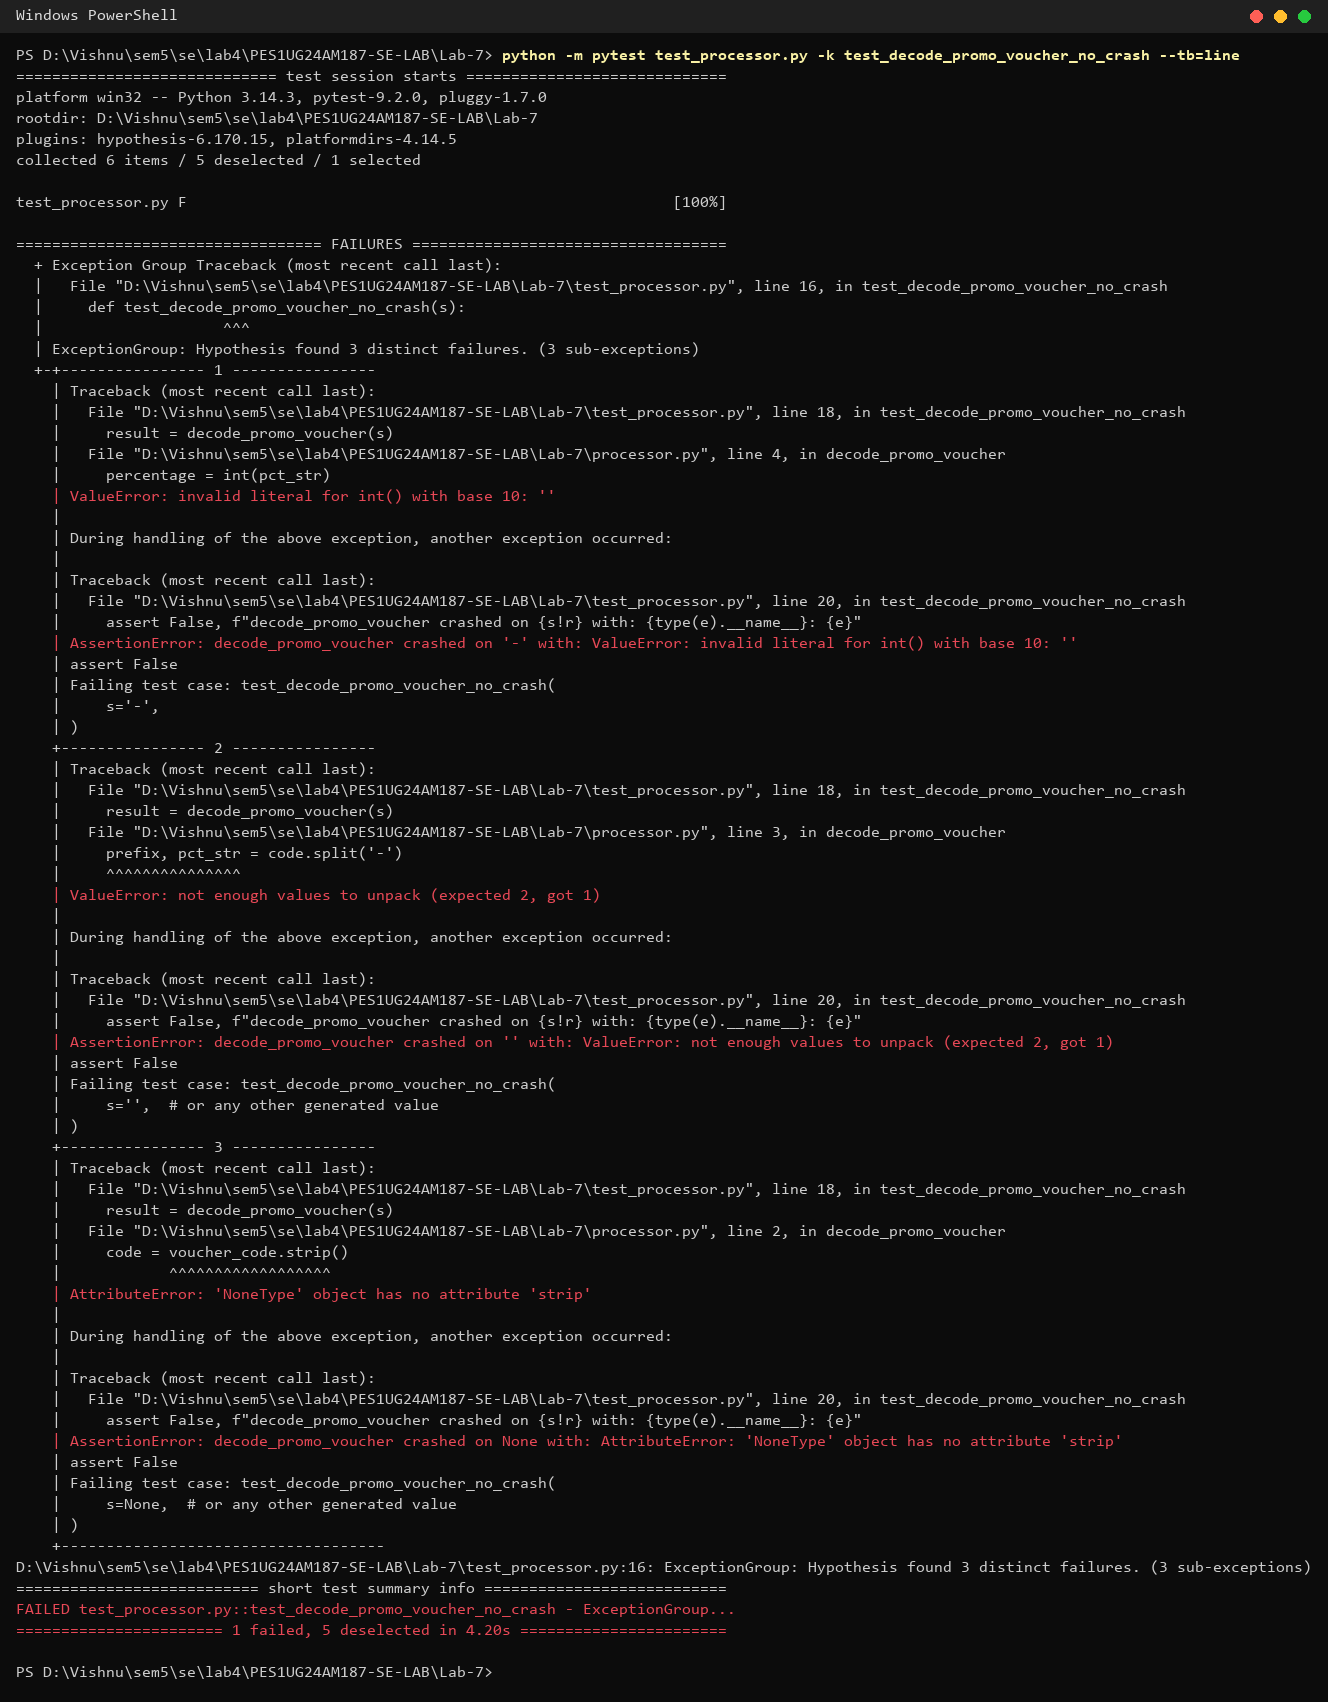 Windows PowerShell
PS D:\Vishnu\sem5\se\lab4\PES1UG24AM187-SE-LAB\Lab-7> python -m pytest test_processor.py -k test_decode_promo_voucher_no_crash --tb=line
============================= test session starts =============================
platform win32 -- Python 3.14.3, pytest-9.2.0, pluggy-1.7.0
rootdir: D:\Vishnu\sem5\se\lab4\PES1UG24AM187-SE-LAB\Lab-7
plugins: hypothesis-6.170.15, platformdirs-4.14.5
collected 6 items / 5 deselected / 1 selected

test_processor.py F                                                      [100%]

================================== FAILURES ===================================
  + Exception Group Traceback (most recent call last):
  |   File "D:\Vishnu\sem5\se\lab4\PES1UG24AM187-SE-LAB\Lab-7\test_processor.py", line 16, in test_decode_promo_voucher_no_crash
  |     def test_decode_promo_voucher_no_crash(s):
  |                    ^^^
  | ExceptionGroup: Hypothesis found 3 distinct failures. (3 sub-exceptions)
  +-+---------------- 1 ----------------
    | Traceback (most recent call last):
    |   File "D:\Vishnu\sem5\se\lab4\PES1UG24AM187-SE-LAB\Lab-7\test_processor.py", line 18, in test_decode_promo_voucher_no_crash
    |     result = decode_promo_voucher(s)
    |   File "D:\Vishnu\sem5\se\lab4\PES1UG24AM187-SE-LAB\Lab-7\processor.py", line 4, in decode_promo_voucher
    |     percentage = int(pct_str)
    | ValueError: invalid literal for int() with base 10: ''
    |
    | During handling of the above exception, another exception occurred:
    |
    | Traceback (most recent call last):
    |   File "D:\Vishnu\sem5\se\lab4\PES1UG24AM187-SE-LAB\Lab-7\test_processor.py", line 20, in test_decode_promo_voucher_no_crash
    |     assert False, f"decode_promo_voucher crashed on {s!r} with: {type(e).__name__}: {e}"
    | AssertionError: decode_promo_voucher crashed on '-' with: ValueError: invalid literal for int() with base 10: ''
    | assert False
    | Failing test case: test_decode_promo_voucher_no_crash(
    |     s='-',
    | )
    +---------------- 2 ----------------
    | Traceback (most recent call last):
    |   File "D:\Vishnu\sem5\se\lab4\PES1UG24AM187-SE-LAB\Lab-7\test_processor.py", line 18, in test_decode_promo_voucher_no_crash
    |     result = decode_promo_voucher(s)
    |   File "D:\Vishnu\sem5\se\lab4\PES1UG24AM187-SE-LAB\Lab-7\processor.py", line 3, in decode_promo_voucher
    |     prefix, pct_str = code.split('-')
    |     ^^^^^^^^^^^^^^^
    | ValueError: not enough values to unpack (expected 2, got 1)
    |
    | During handling of the above exception, another exception occurred:
    |
    | Traceback (most recent call last):
    |   File "D:\Vishnu\sem5\se\lab4\PES1UG24AM187-SE-LAB\Lab-7\test_processor.py", line 20, in test_decode_promo_voucher_no_crash
    |     assert False, f"decode_promo_voucher crashed on {s!r} with: {type(e).__name__}: {e}"
    | AssertionError: decode_promo_voucher crashed on '' with: ValueError: not enough values to unpack (expected 2, got 1)
    | assert False
    | Failing test case: test_decode_promo_voucher_no_crash(
    |     s='',  # or any other generated value
    | )
    +---------------- 3 ----------------
    | Traceback (most recent call last):
    |   File "D:\Vishnu\sem5\se\lab4\PES1UG24AM187-SE-LAB\Lab-7\test_processor.py", line 18, in test_decode_promo_voucher_no_crash
    |     result = decode_promo_voucher(s)
    |   File "D:\Vishnu\sem5\se\lab4\PES1UG24AM187-SE-LAB\Lab-7\processor.py", line 2, in decode_promo_voucher
    |     code = voucher_code.strip()
    |            ^^^^^^^^^^^^^^^^^^
    | AttributeError: 'NoneType' object has no attribute 'strip'
    |
    | During handling of the above exception, another exception occurred:
    |
    | Traceback (most recent call last):
    |   File "D:\Vishnu\sem5\se\lab4\PES1UG24AM187-SE-LAB\Lab-7\test_processor.py", line 20, in test_decode_promo_voucher_no_crash
    |     assert False, f"decode_promo_voucher crashed on {s!r} with: {type(e).__name__}: {e}"
    | AssertionError: decode_promo_voucher crashed on None with: AttributeError: 'NoneType' object has no attribute 'strip'
    | assert False
    | Failing test case: test_decode_promo_voucher_no_crash(
    |     s=None,  # or any other generated value
    | )
    +------------------------------------
D:\Vishnu\sem5\se\lab4\PES1UG24AM187-SE-LAB\Lab-7\test_processor.py:16: ExceptionGroup: Hypothesis found 3 distinct failures. (3 sub-exceptions)
=========================== short test summary info ===========================
FAILED test_processor.py::test_decode_promo_voucher_no_crash - ExceptionGroup...
======================= 1 failed, 5 deselected in 4.20s =======================

PS D:\Vishnu\sem5\se\lab4\PES1UG24AM187-SE-LAB\Lab-7>